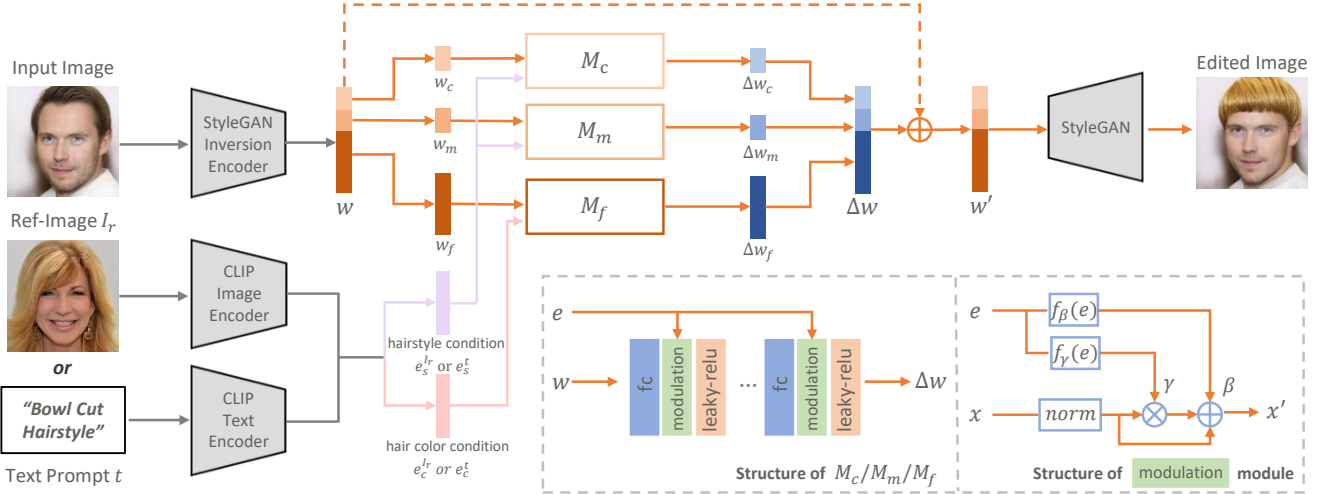 Input Image
StyleGAN
Inversion
Encoder
w
w_c
w_m
w_f
M_c
M_m
M_f
Δw_c
Δw_m
Δw_f
Δw
w'
StyleGAN
Edited Image
Ref-Image I_r
CLIP
Image
Encoder
or
"Bowl Cut
Hairstyle"
Text Prompt t
CLIP
Text
Encoder
hairstyle condition
e_s^{I_r} or e_s^t
hair color condition
e_c^{I_r} or e_c^t
e
w
fc
modulation
leaky-relu
...
fc
modulation
leaky-relu
Δw
Structure of M_c/M_m/M_f
e
f_β(e)
f_γ(e)
γ
β
x
norm
x'
Structure of modulation module